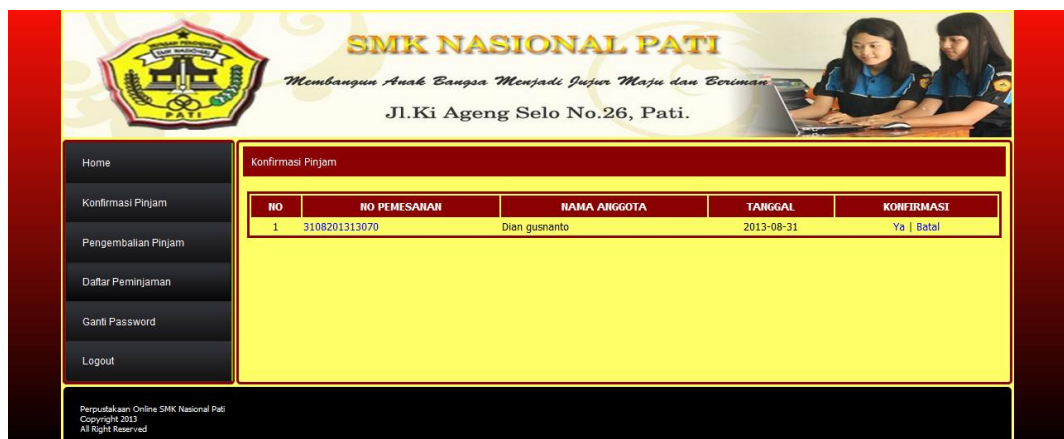 SMK NASIONAL PATI
Membangun Anak Bangsa Menjadi Jujur Maju dan Beriman
Jl.Ki Ageng Selo No.26, Pati.
PATI
Home
Konfirmasi Pinjam
Pengembalian Pinjam
Daftar Peminjaman
Ganti Password
Logout
Konfirmasi Pinjam
NO NO PEMESANAN NAMA ANGGOTA TANGGAL KONFIRMASI
1 3108201313070 Dian gusnanto 2013-08-31 Ya | Batal
Perpustakaan Online SMK Nasional Pati
Copyright 2013
All Right Reserved